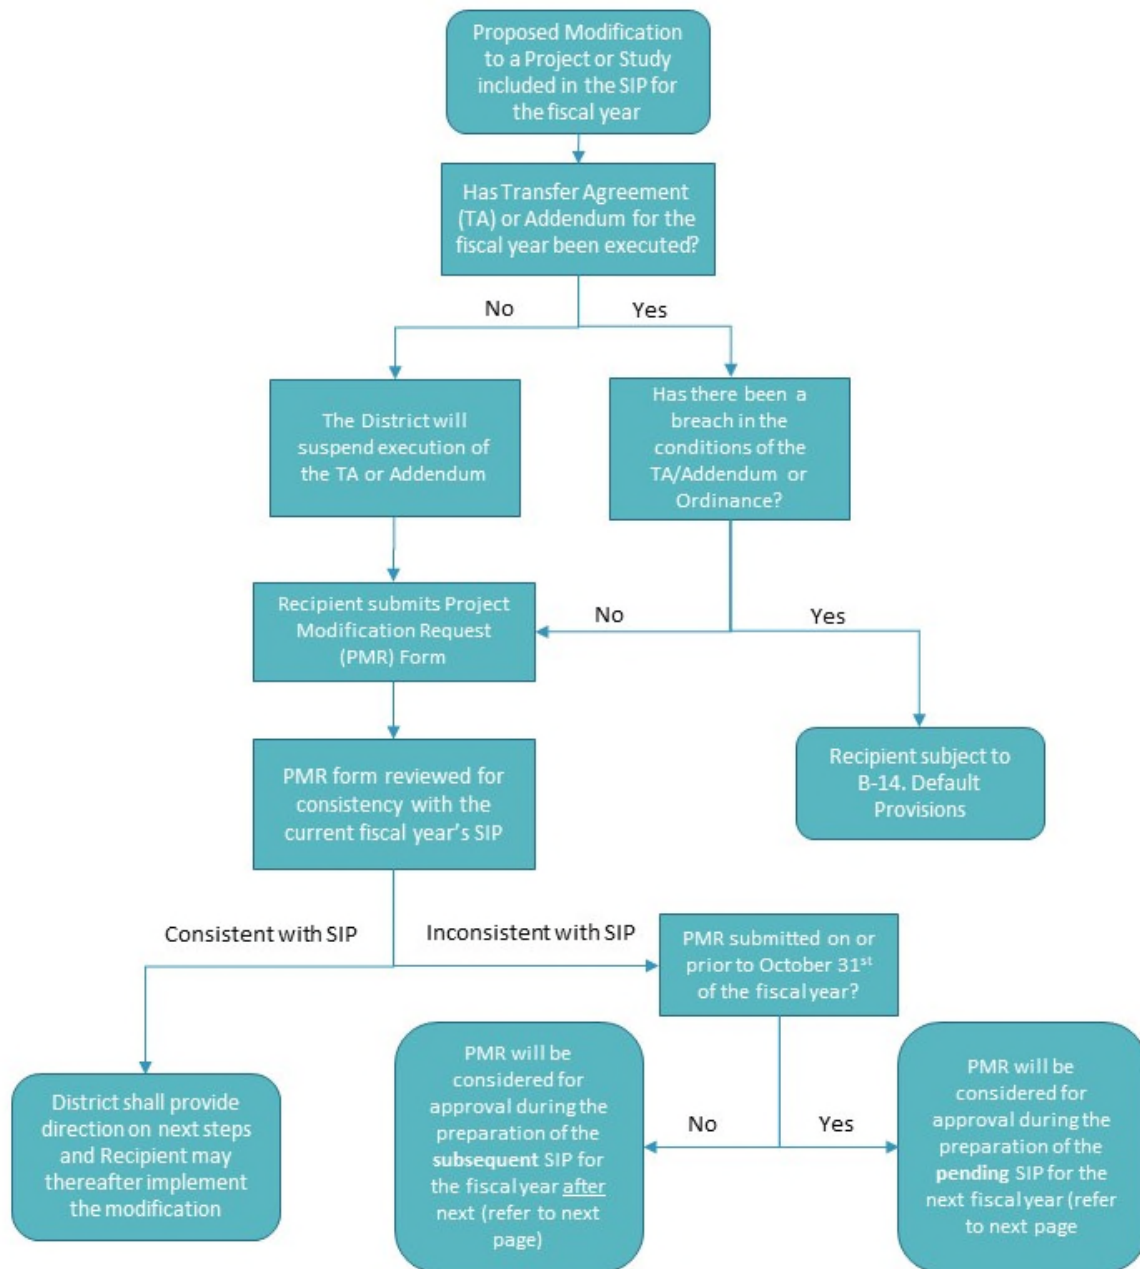 Proposed Modification
to a Project or Study
included in the SIP for
the fiscal year
Has Transfer Agreement
(TA) or Addendum for the
fiscal year been executed?
No
Yes
The District will
suspend execution of
the TA or Addendum
Has there been a
breach in the
conditions of the
TA/Addendum or
Ordinance?
Recipient submits Project
Modification Request
(PMR) Form
No
Yes
PMR form reviewed for
consistency with the
current fiscal year's SIP
Recipient subject to
B-14. Default
Provisions
Consistent with SIP
Inconsistent with SIP
PMR submitted on or
prior to October 31st
of the fiscal year?
District shall provide
direction on next steps
and Recipient may
thereafter implement
the modification
PMR will be
considered for
approval during the
preparation of the
subsequent SIP for
the fiscal year after
next (refer to next
page)
No
Yes
PMR will be
considered for
approval during the
preparation of the
pending SIP for the
next fiscal year (refer
to next page